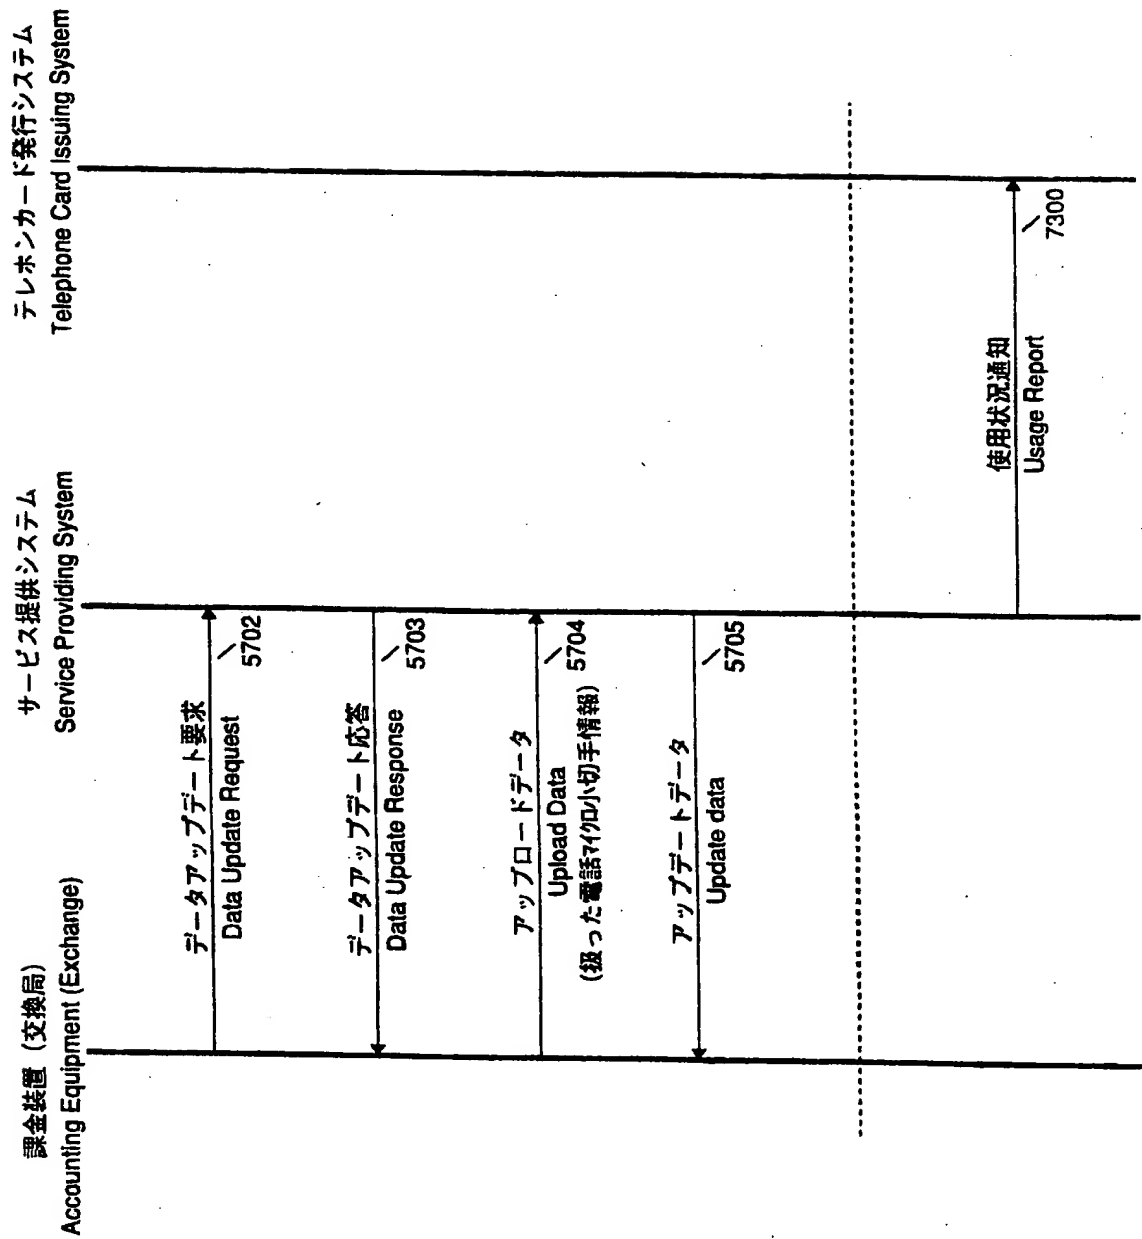 課金装置（交換局）
Accounting Equipment (Exchange)
サービス提供システム
Service Providing System
テレホンカード発行システム
Telephone Card Issuing System
データアップデート要求
Data Update Request
5702
データアップデート応答
Data Update Response
5703
アップロードデータ
Upload Data
(扱った電話マイクロ小切手情報)
5704
アップデートデータ
Update data
5705
使用状況通知
Usage Report
7300